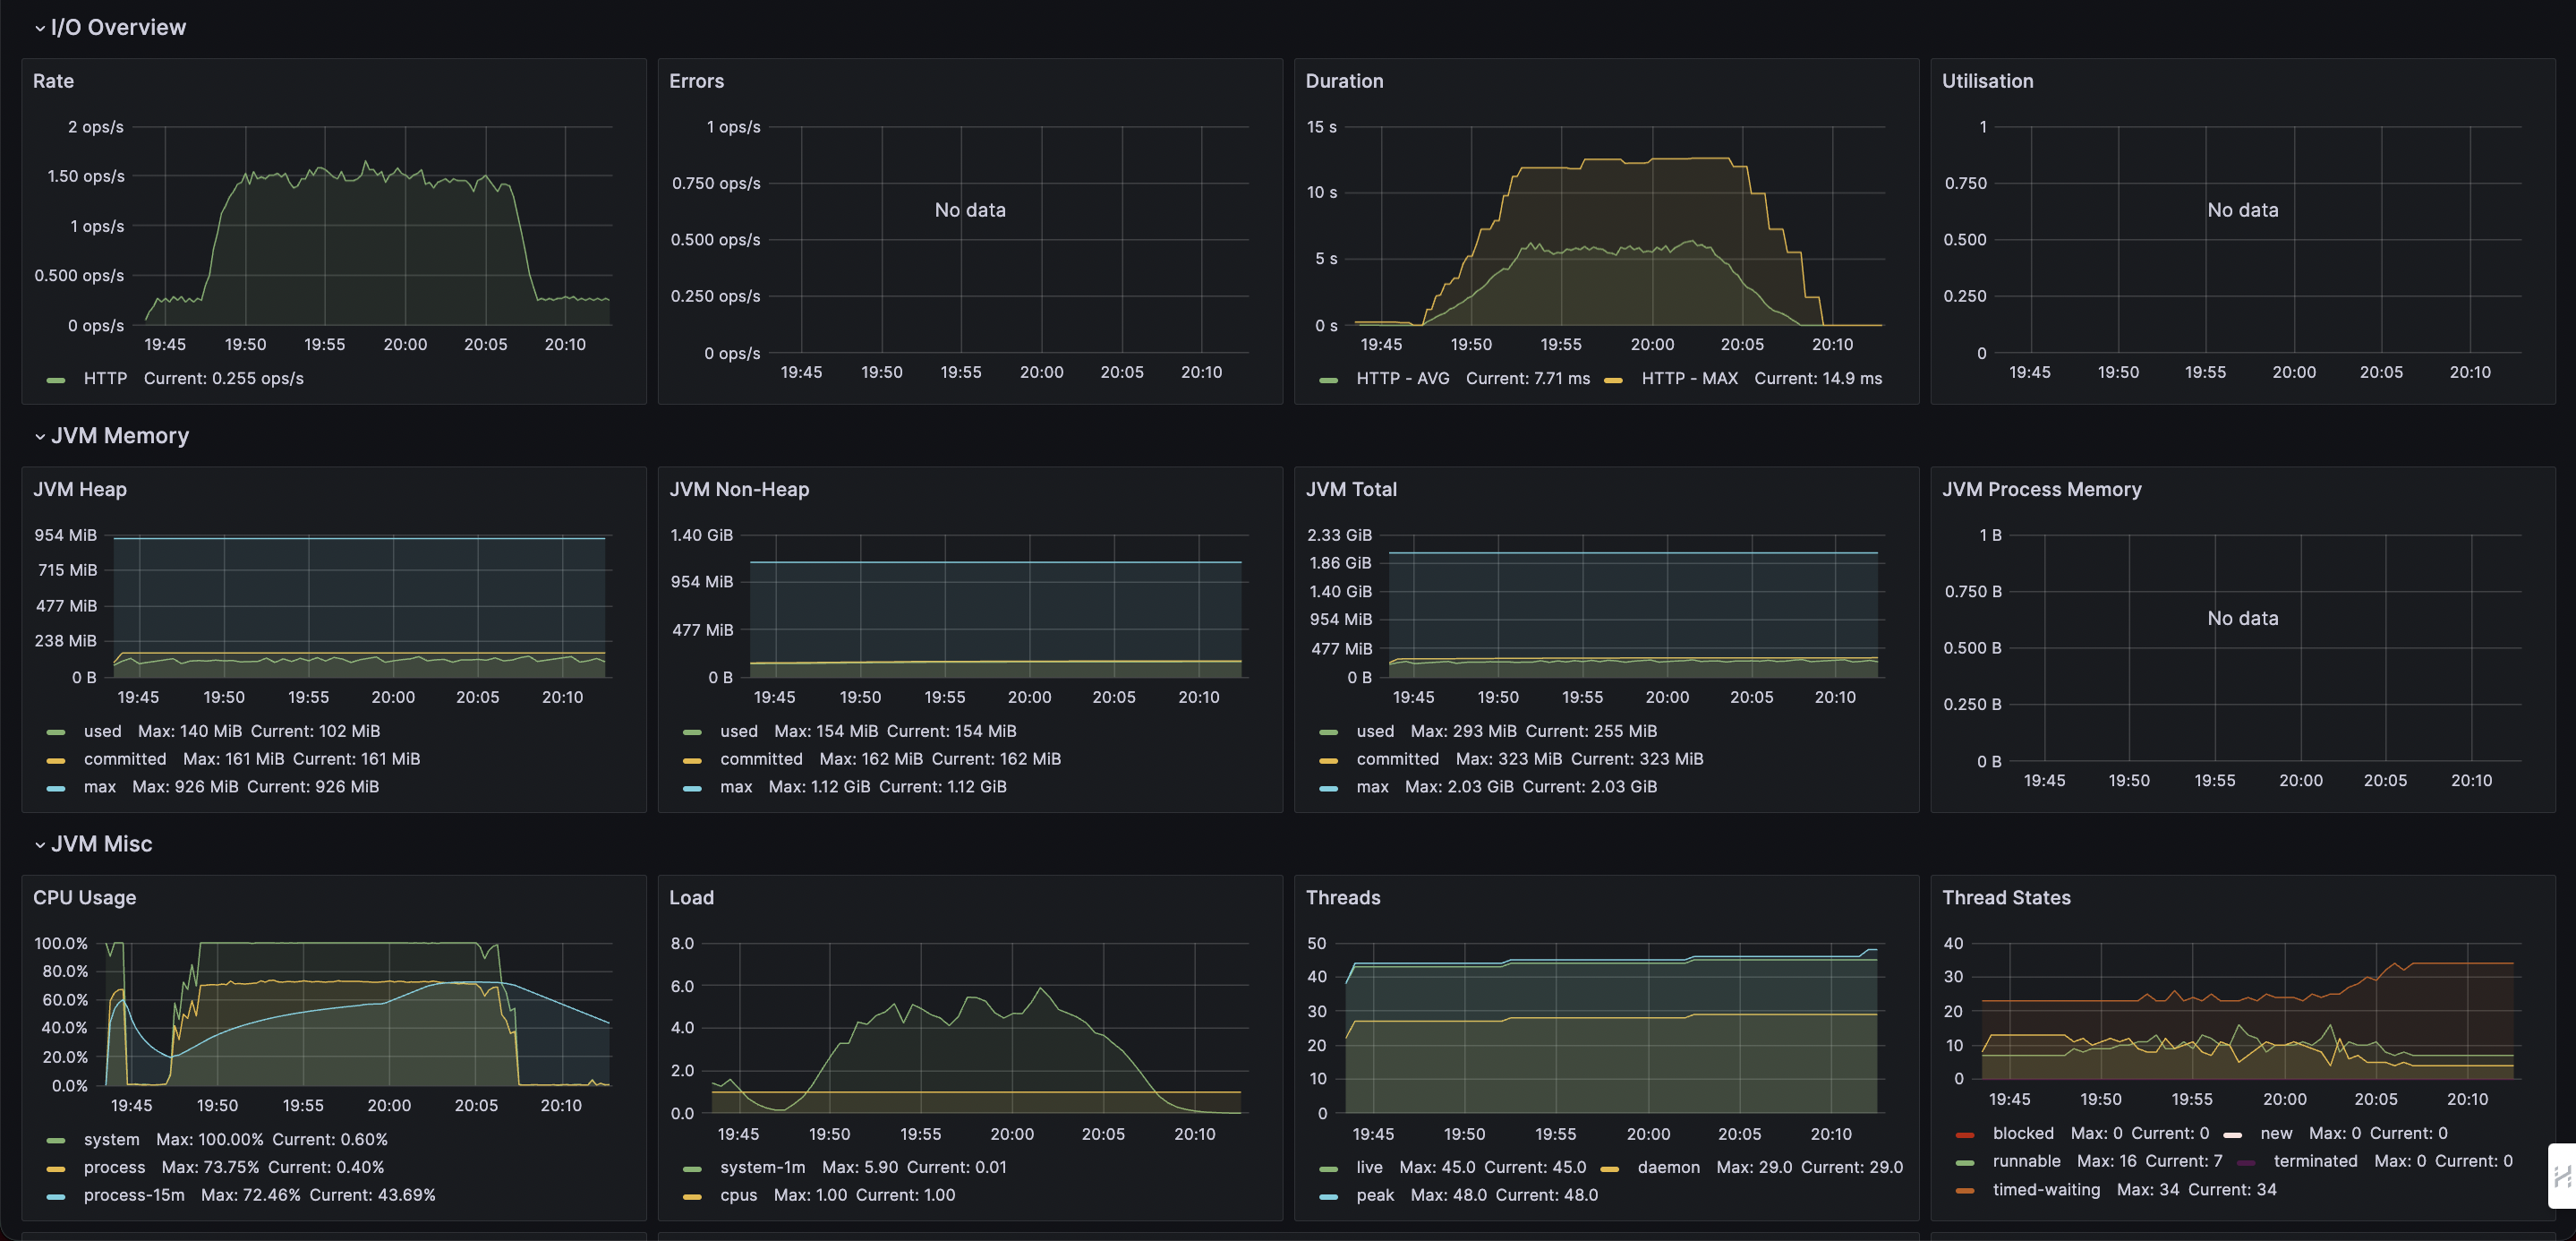 I/O Overview
Rate
2 ops/s
1.50 ops/s
1 ops/s
0.500 ops/s
0 ops/s
19:45 19:50 19:55 20:00 20:05 20:10
HTTP Current: 0.255 ops/s
Errors
1 ops/s
0.750 ops/s
0.500 ops/s
0.250 ops/s
0 ops/s
No data
19:45 19:50 19:55 20:00 20:05 20:10
Duration
15 s
10 s
5 s
0 s
19:45 19:50 19:55 20:00 20:05 20:10
HTTP - AVG Current: 7.71 ms HTTP - MAX Current: 14.9 ms
Utilisation
1
0.750
0.500
0.250
0
No data
19:45 19:50 19:55 20:00 20:05 20:10
JVM Memory
JVM Heap
954 MiB
715 MiB
477 MiB
238 MiB
0 B
19:45 19:50 19:55 20:00 20:05 20:10
used Max: 140 MiB Current: 102 MiB
committed Max: 161 MiB Current: 161 MiB
max Max: 926 MiB Current: 926 MiB
JVM Non-Heap
1.40 GiB
954 MiB
477 MiB
0 B
19:45 19:50 19:55 20:00 20:05 20:10
used Max: 154 MiB Current: 154 MiB
committed Max: 162 MiB Current: 162 MiB
max Max: 1.12 GiB Current: 1.12 GiB
JVM Total
2.33 GiB
1.86 GiB
1.40 GiB
954 MiB
477 MiB
0 B
19:45 19:50 19:55 20:00 20:05 20:10
used Max: 293 MiB Current: 255 MiB
committed Max: 323 MiB Current: 323 MiB
max Max: 2.03 GiB Current: 2.03 GiB
JVM Process Memory
1 B
0.750 B
0.500 B
0.250 B
0 B
No data
19:45 19:50 19:55 20:00 20:05 20:10
JVM Misc
CPU Usage
100.0%
80.0%
60.0%
40.0%
20.0%
0.0%
19:45 19:50 19:55 20:00 20:05 20:10
system Max: 100.00% Current: 0.60%
process Max: 73.75% Current: 0.40%
process-15m Max: 72.46% Current: 43.69%
Load
8.0
6.0
4.0
2.0
0.0
19:45 19:50 19:55 20:00 20:05 20:10
system-1m Max: 5.90 Current: 0.01
cpus Max: 1.00 Current: 1.00
Threads
50
40
30
20
10
0
19:45 19:50 19:55 20:00 20:05 20:10
live Max: 45.0 Current: 45.0 daemon Max: 29.0 Current: 29.0
peak Max: 48.0 Current: 48.0
Thread States
40
30
20
10
0
19:45 19:50 19:55 20:00 20:05 20:10
blocked Max: 0 Current: 0 new Max: 0 Current: 0
runnable Max: 16 Current: 7 terminated Max: 0 Current: 0
timed-waiting Max: 34 Current: 34